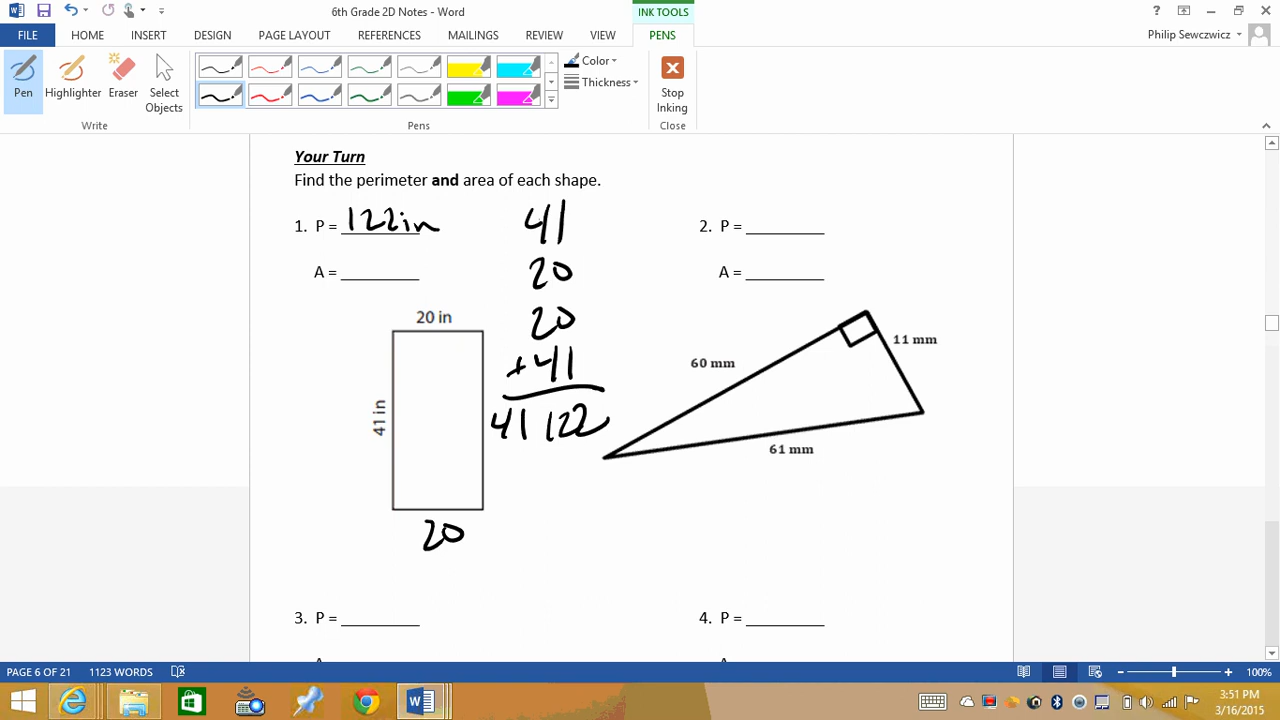 6th Grade 2D Notes - Word
INK TOOLS
?
FILE HOME INSERT DESIGN PAGE LAYOUT REFERENCES MAILINGS REVIEW VIEW PENS
Philip Sewczwicz
Pen Highlighter Eraser Select Objects
Color
Thickness
Stop Inking
Write Pens Close
Your Turn
Find the perimeter and area of each shape.
1. P = 122in
A = ________
41
20
20
+41
122
20 in
41 in
41
20
2. P = ________
A = ________
60 mm
11 mm
61 mm
3. P = ________
4. P = ________
PAGE 6 OF 21 1123 WORDS 100%
3:51 PM
3/16/2015